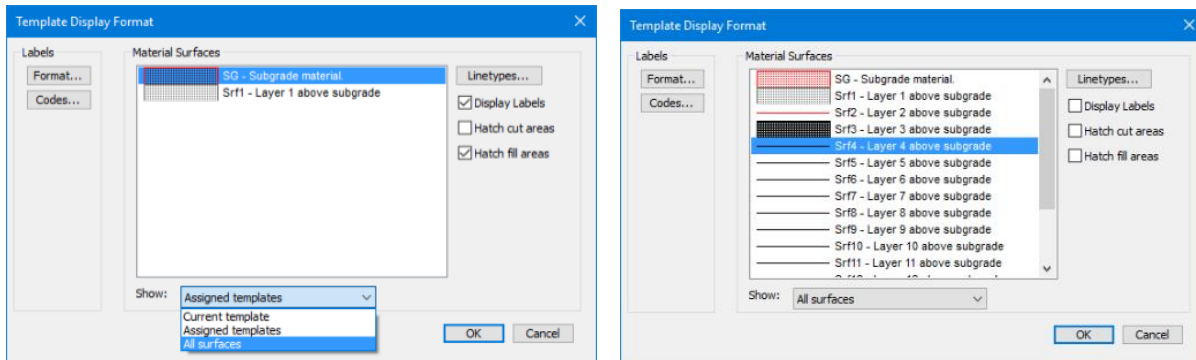 Template Display Format
Labels
Format...
Codes...
Material Surfaces
SG - Subgrade material.
Srf1 - Layer 1 above subgrade
Linetypes...
Display Labels
Hatch cut areas
Hatch fill areas
Show:
Assigned templates
Current template
Assigned templates
All surfaces
OK
Cancel
Template Display Format
Labels
Format...
Codes...
Material Surfaces
SG - Subgrade material.
Srf1 - Layer 1 above subgrade
Srf2 - Layer 2 above subgrade
Srf3 - Layer 3 above subgrade
Srf4 - Layer 4 above subgrade
Srf5 - Layer 5 above subgrade
Srf6 - Layer 6 above subgrade
Srf7 - Layer 7 above subgrade
Srf8 - Layer 8 above subgrade
Srf9 - Layer 9 above subgrade
Srf10 - Layer 10 above subgrade
Srf11 - Layer 11 above subgrade
Linetypes...
Display Labels
Hatch cut areas
Hatch fill areas
Show:
All surfaces
OK
Cancel